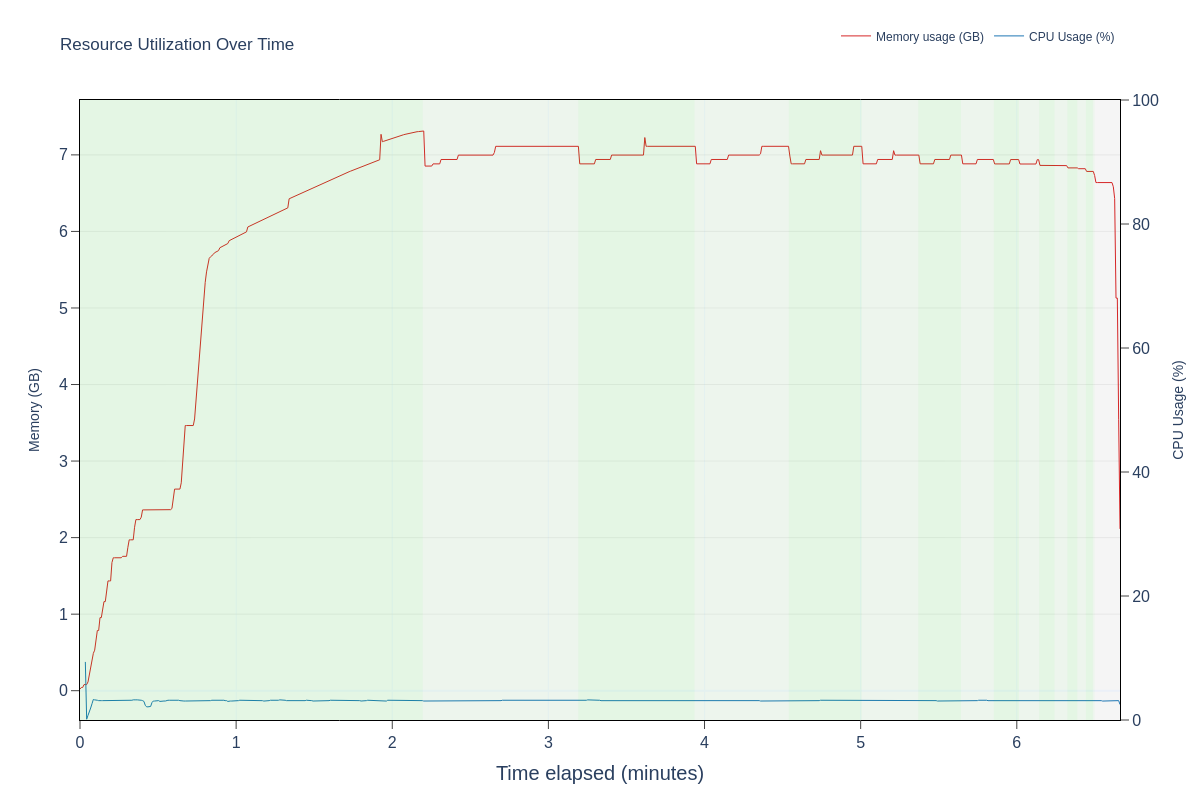 Resource Utilization Over Time
Memory usage (GB)
CPU Usage (%)
7
6
5
4
3
2
1
0
Memory (GB)
100
80
60
40
20
0
CPU Usage (%)
0 1 2 3 4 5 6
Time elapsed (minutes)